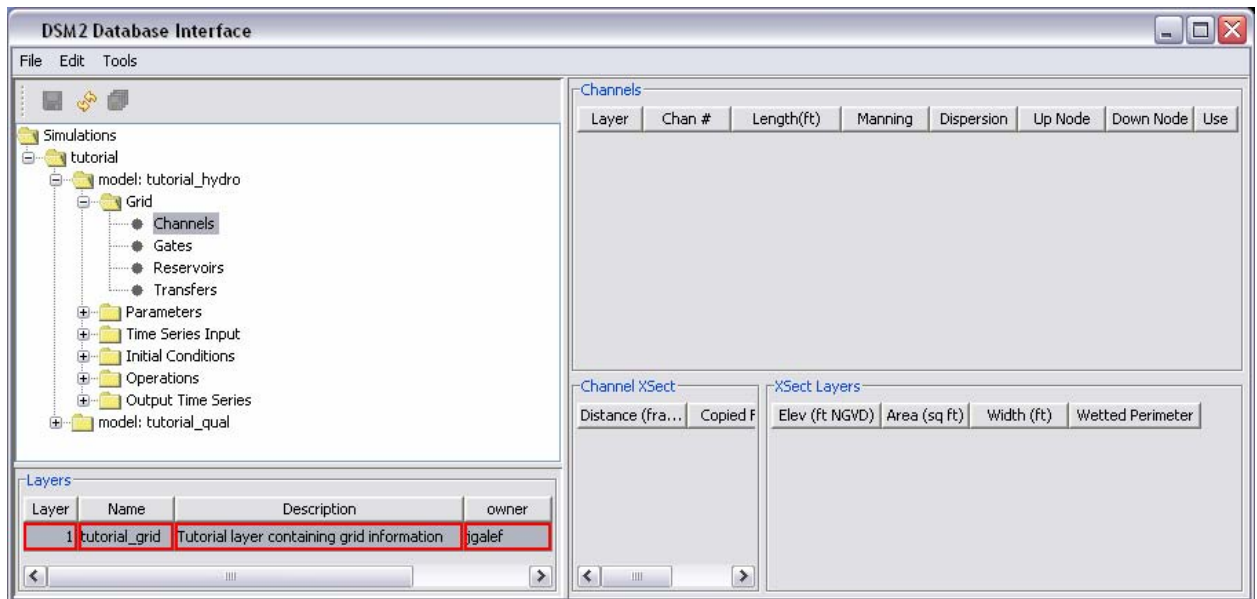 DSM2 Database Interface
File Edit Tools
Simulations
tutorial
model: tutorial_hydro
Grid
Channels
Gates
Reservoirs
Transfers
Parameters
Time Series Input
Initial Conditions
Operations
Output Time Series
model: tutorial_qual
Layers
Layer Name Description owner
1 tutorial_grid Tutorial layer containing grid information jgalef
Channels
Layer Chan # Length(ft) Manning Dispersion Up Node Down Node Use
Channel XSect
Distance (fra... Copied F
XSect Layers
Elev (ft NGVD) Area (sq ft) Width (ft) Wetted Perimeter